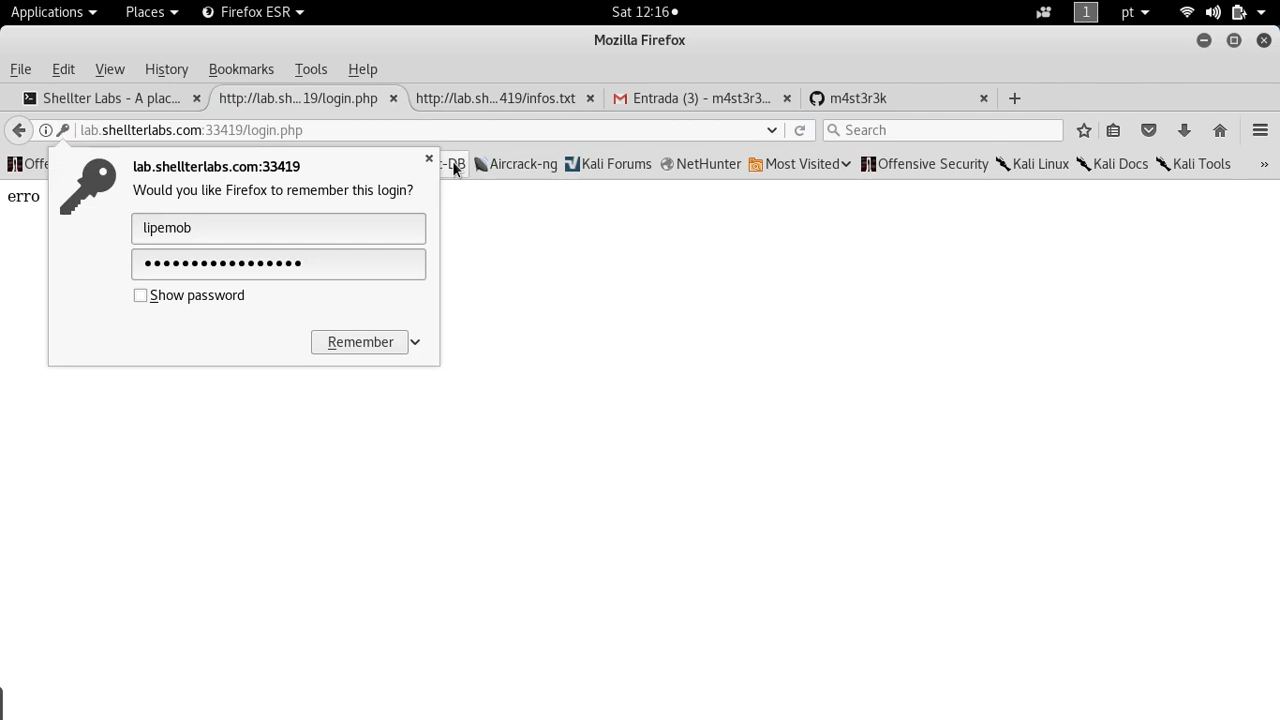 Applications Places Firefox ESR Sat 12:16 1 pt
Mozilla Firefox
File Edit View History Bookmarks Tools Help
Shellter Labs - A plac... http://lab.sh...19/login.php http://lab.sh...419/infos.txt Entrada (3) - m4st3r3... m4st3r3k
lab.shellterlabs.com:33419/login.php Search
Offe -DB Aircrack-ng Kali Forums NetHunter Most Visited Offensive Security Kali Linux Kali Docs Kali Tools »
erro
lab.shellterlabs.com:33419
Would you like Firefox to remember this login?
lipemob
•••••••••••••••••
Show password
Remember